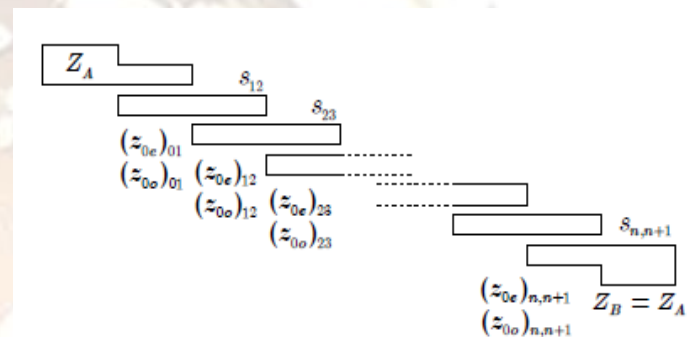 Z_A
s_12
s_23
(z_0e)_01
(z_0o)_01
(z_0e)_12
(z_0o)_12
(z_0e)_23
(z_0o)_23
s_n,n+1
(z_0e)_n,n+1
(z_0o)_n,n+1
Z_B = Z_A